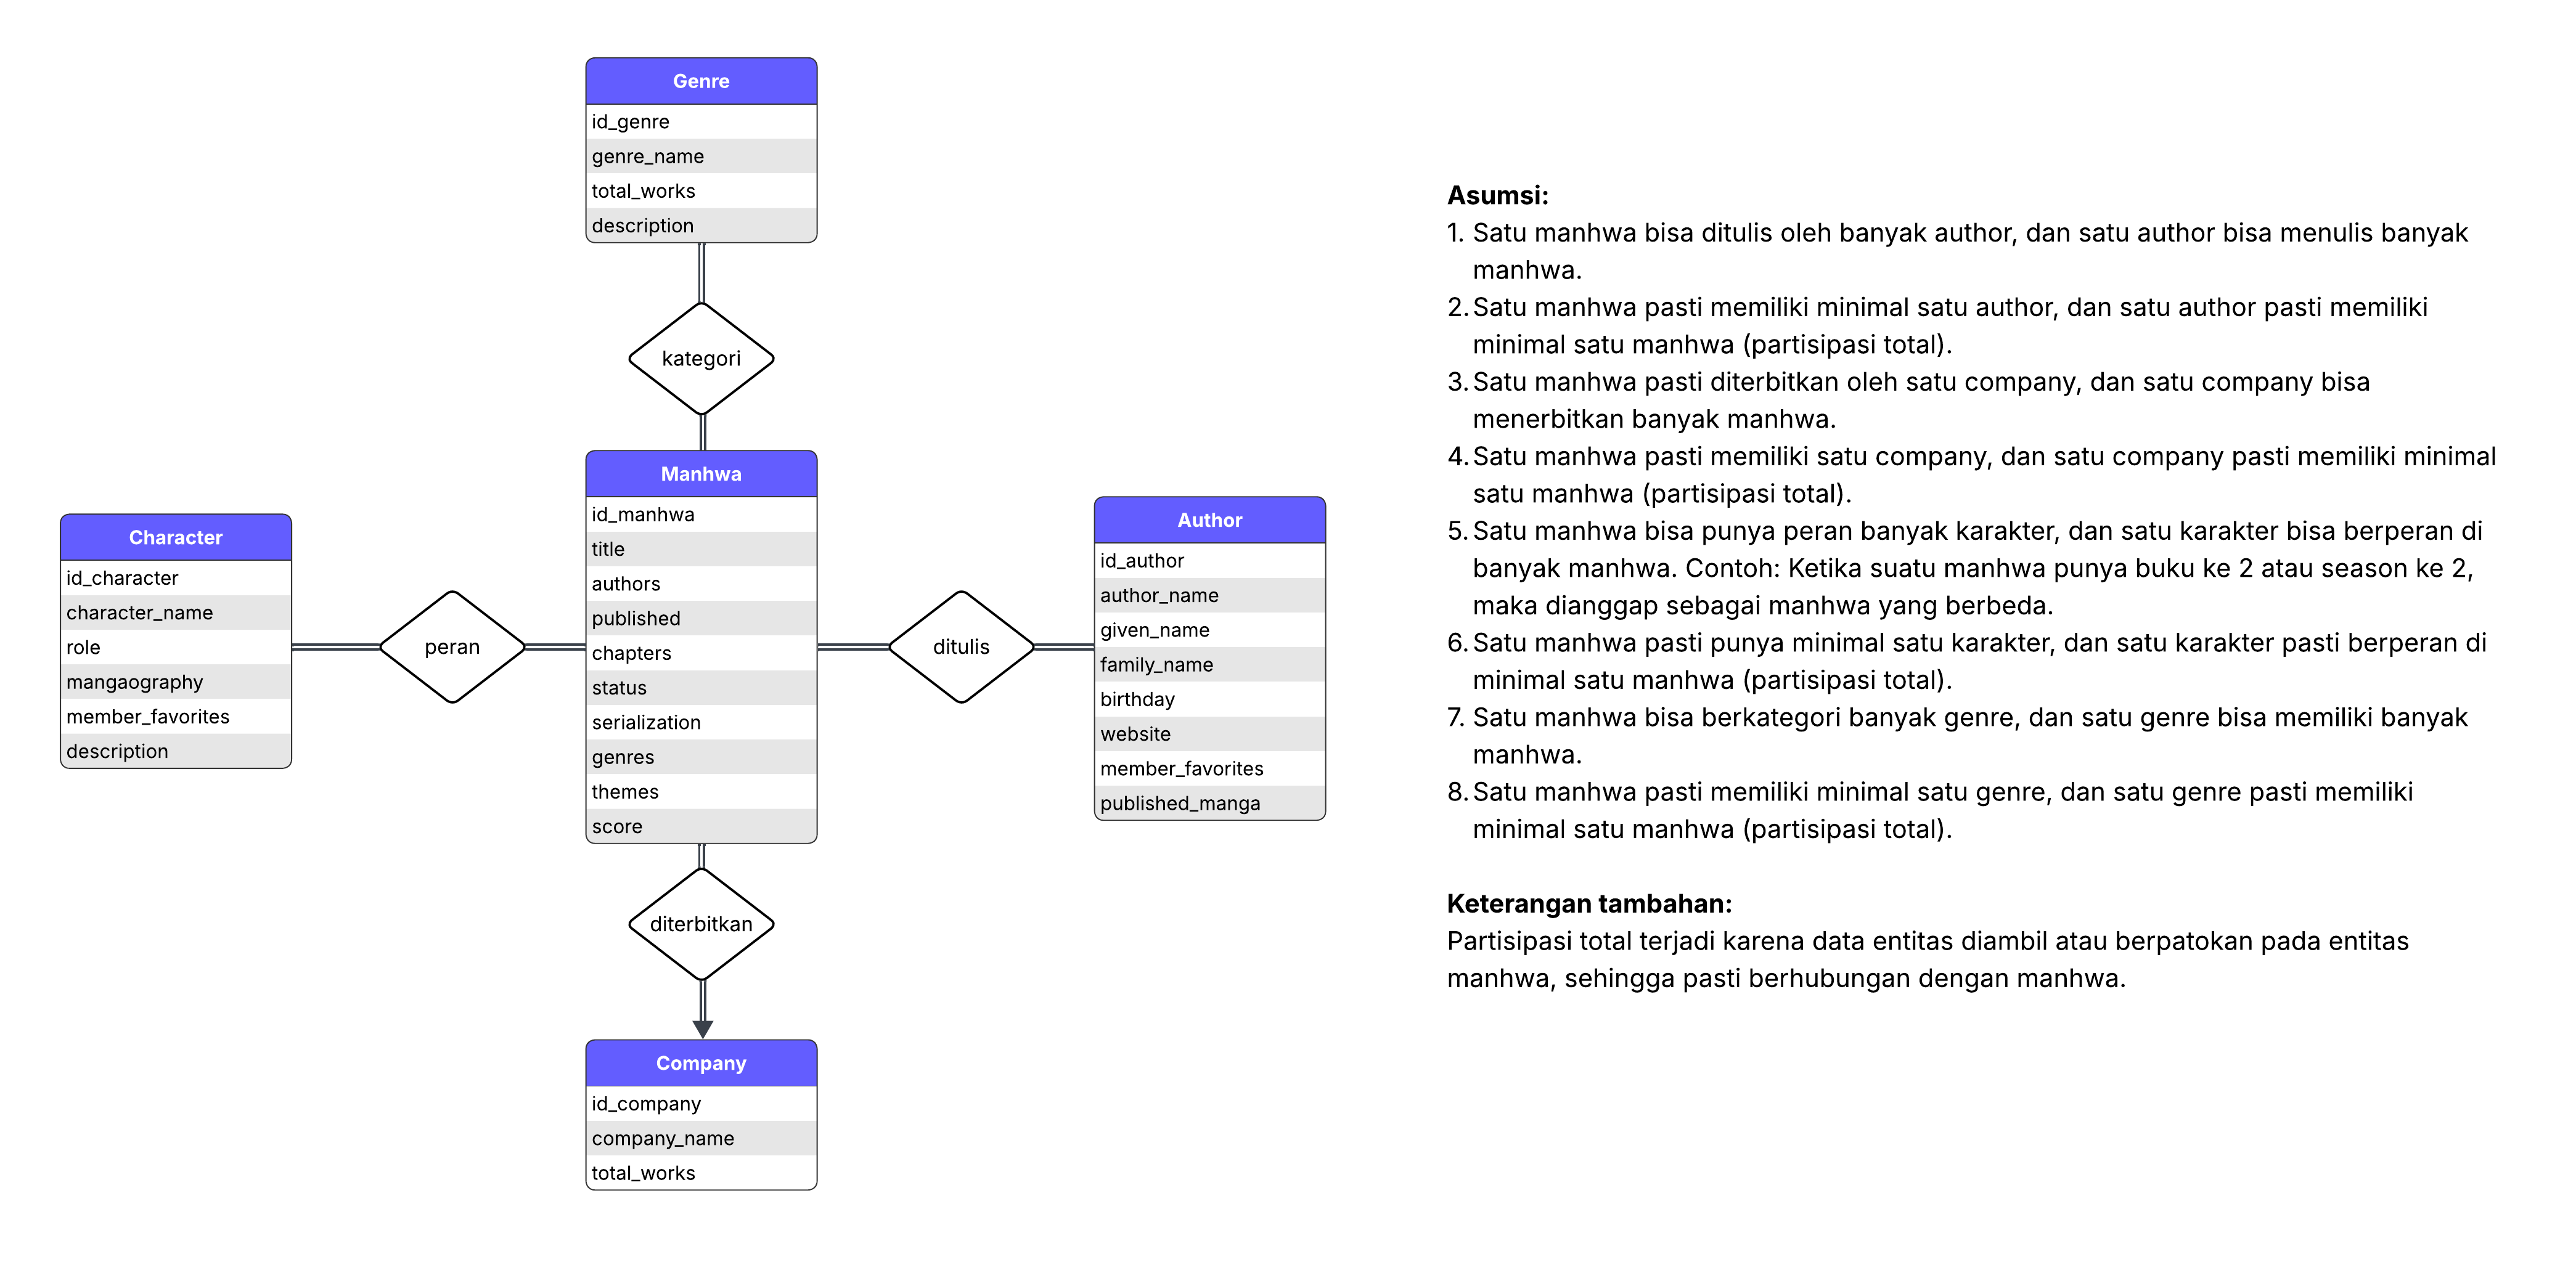 Genre
id_genre
genre_name
total_works
description
kategori
Manhwa
id_manhwa
title
authors
published
chapters
status
serialization
genres
themes
score
Character
id_character
character_name
role
mangaography
member_favorites
description
peran
ditulis
Author
id_author
author_name
given_name
family_name
birthday
website
member_favorites
published_manga
diterbitkan
Company
id_company
company_name
total_works
Asumsi:
1. Satu manhwa bisa ditulis oleh banyak author, dan satu author bisa menulis banyak
manhwa.
2. Satu manhwa pasti memiliki minimal satu author, dan satu author pasti memiliki
minimal satu manhwa (partisipasi total).
3. Satu manhwa pasti diterbitkan oleh satu company, dan satu company bisa
menerbitkan banyak manhwa.
4. Satu manhwa pasti memiliki satu company, dan satu company pasti memiliki minimal
satu manhwa (partisipasi total).
5. Satu manhwa bisa punya peran banyak karakter, dan satu karakter bisa berperan di
banyak manhwa. Contoh: Ketika suatu manhwa punya buku ke 2 atau season ke 2,
maka dianggap sebagai manhwa yang berbeda.
6. Satu manhwa pasti punya minimal satu karakter, dan satu karakter pasti berperan di
minimal satu manhwa (partisipasi total).
7. Satu manhwa bisa berkategori banyak genre, dan satu genre bisa memiliki banyak
manhwa.
8. Satu manhwa pasti memiliki minimal satu genre, dan satu genre pasti memiliki
minimal satu manhwa (partisipasi total).
Keterangan tambahan:
Partisipasi total terjadi karena data entitas diambil atau berpatokan pada entitas
manhwa, sehingga pasti berhubungan dengan manhwa.